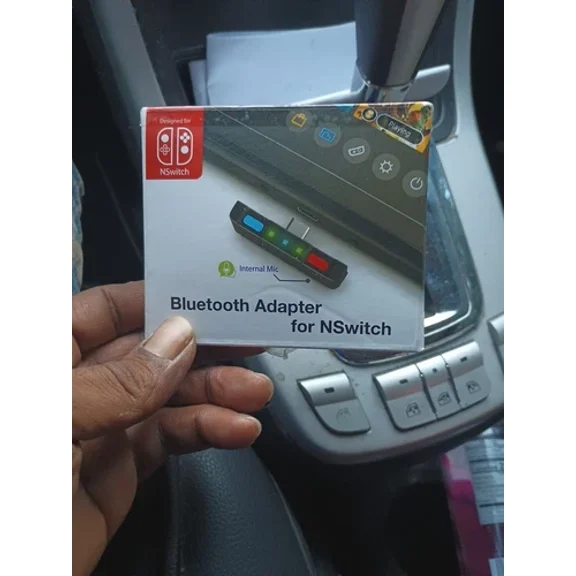 Designed for
NSwitch
Playing
Internal Mic
Bluetooth Adapter
for NSwitch